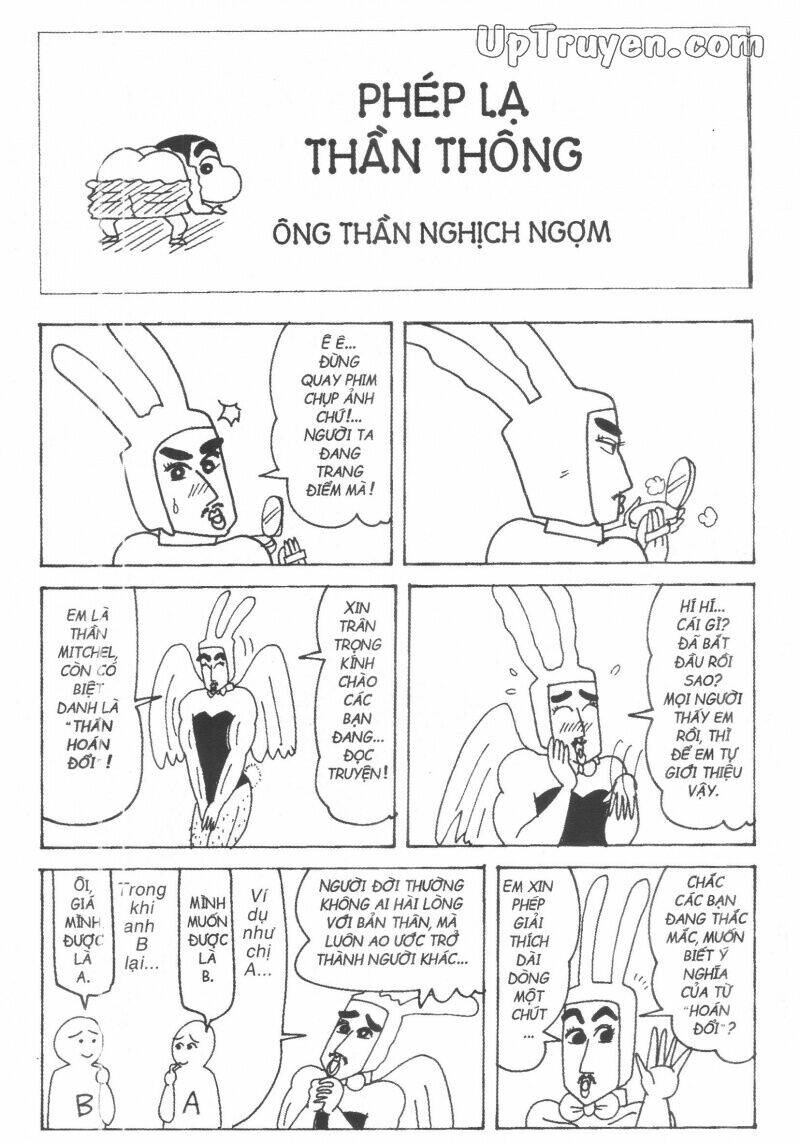 UpTruyen.com
PHÉP LẠ
THẦN THÔNG
ÔNG THẦN NGHỊCH NGỢM
Ê Ê...
ĐỪNG
QUAY PHIM
CHỤP ẢNH
CHỨ!...
NGƯỜI TA
ĐANG
TRANG
ĐIỂM MÀ!
HÍ HÍ...
CÁI GÌ?
ĐÃ BẮT
ĐẦU RỒI
SAO?
MỌI NGƯỜI
THẤY EM
RỒI, THÌ
ĐỂ EM TỰ
GIỚI THIỆU
VẬY.
XIN
TRÂN
TRỌNG
KÍNH
CHÀO
CÁC
BẠN
ĐANG...
ĐỌC
TRUYỆN!
EM LÀ
THẦN
MITCHEL,
CÒN CÓ
BIỆT
DANH LÀ
"THẦN
HOÁN
ĐỔI"!
CHẮC
CÁC BẠN
ĐANG THẮC
MẮC, MUỐN
BIẾT Ý
NGHĨA
CỦA TỪ
"HOÁN
ĐỔI"?
EM XIN
PHÉP
GIẢI
THÍCH
DÀI
DÒNG
MỘT
CHÚT
...
NGƯỜI ĐỜI THƯỜNG
KHÔNG AI HÀI LÒNG
VỚI BẢN THÂN, MÀ
LUÔN AO ƯỚC TRỞ
THÀNH NGƯỜI KHÁC...
Ví
dụ
như
chị
A...
MÌNH
MUỐN
ĐƯỢC
LÀ
B.
Trong
khi
anh
B
lại...
ÔI,
GIÁ
MÌNH
ĐƯỢC
LÀ
A.
A
B